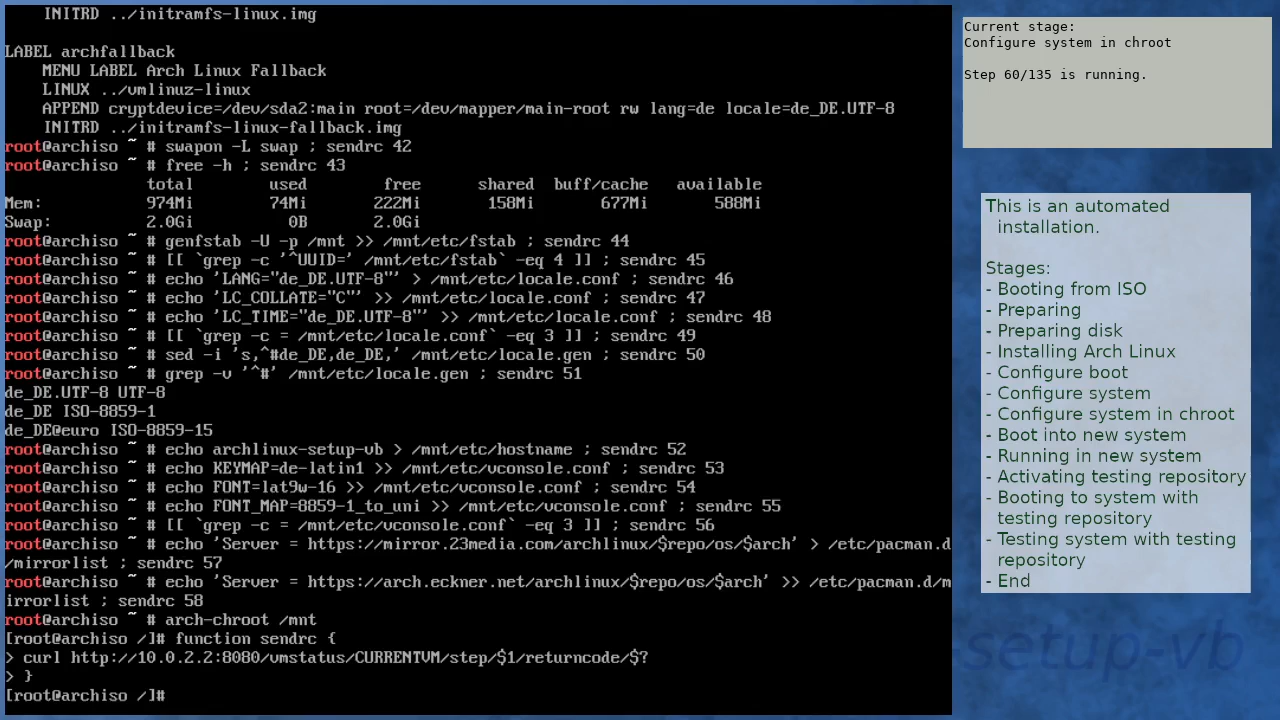 INITRD ../initramfs-linux.img

LABEL archfallback
    MENU LABEL Arch Linux Fallback
    LINUX ../vmlinuz-linux
    APPEND cryptdevice=/dev/sda2:main root=/dev/mapper/main-root rw lang=de locale=de_DE.UTF-8
    INITRD ../initramfs-linux-fallback.img
root@archiso ~ # swapon -L swap ; sendrc 42
root@archiso ~ # free -h ; sendrc 43
               total        used        free      shared  buff/cache   available
Mem:           974Mi        74Mi       222Mi       158Mi       677Mi       588Mi
Swap:          2.0Gi          0B       2.0Gi
root@archiso ~ # genfstab -U -p /mnt >> /mnt/etc/fstab ; sendrc 44
root@archiso ~ # [[ `grep -c '^UUID=' /mnt/etc/fstab` -eq 4 ]] ; sendrc 45
root@archiso ~ # echo 'LANG="de_DE.UTF-8"' > /mnt/etc/locale.conf ; sendrc 46
root@archiso ~ # echo 'LC_COLLATE="C"' >> /mnt/etc/locale.conf ; sendrc 47
root@archiso ~ # echo 'LC_TIME="de_DE.UTF-8"' >> /mnt/etc/locale.conf ; sendrc 48
root@archiso ~ # [[ `grep -c = /mnt/etc/locale.conf` -eq 3 ]] ; sendrc 49
root@archiso ~ # sed -i 's,^#de_DE,de_DE,' /mnt/etc/locale.gen ; sendrc 50
root@archiso ~ # grep -v '^#' /mnt/etc/locale.gen ; sendrc 51
de_DE.UTF-8 UTF-8
de_DE ISO-8859-1
de_DE@euro ISO-8859-15
root@archiso ~ # echo archlinux-setup-vb > /mnt/etc/hostname ; sendrc 52
root@archiso ~ # echo KEYMAP=de-latin1 >> /mnt/etc/vconsole.conf ; sendrc 53
root@archiso ~ # echo FONT=lat9w-16 >> /mnt/etc/vconsole.conf ; sendrc 54
root@archiso ~ # echo FONT_MAP=8859-1_to_uni >> /mnt/etc/vconsole.conf ; sendrc 55
root@archiso ~ # [[ `grep -c = /mnt/etc/vconsole.conf` -eq 3 ]] ; sendrc 56
root@archiso ~ # echo 'Server = https://mirror.23media.com/archlinux/$repo/os/$arch' > /etc/pacman.d
/mirrorlist ; sendrc 57
root@archiso ~ # echo 'Server = https://arch.eckner.net/archlinux/$repo/os/$arch' >> /etc/pacman.d/m
irrorlist ; sendrc 58
root@archiso ~ # arch-chroot /mnt
[root@archiso /]# function sendrc {
> curl http://10.0.2.2:8080/vmstatus/CURRENTVM/step/$1/returncode/$?
> }
[root@archiso /]#
Current stage:
Configure system in chroot

Step 60/135 is running.
This is an automated
installation.

Stages:
- Booting from ISO
- Preparing
- Preparing disk
- Installing Arch Linux
- Configure boot
- Configure system
- Configure system in chroot
- Boot into new system
- Running in new system
- Activating testing repository
- Booting to system with
testing repository
- Testing system with testing
repository
- End
-setup-vb